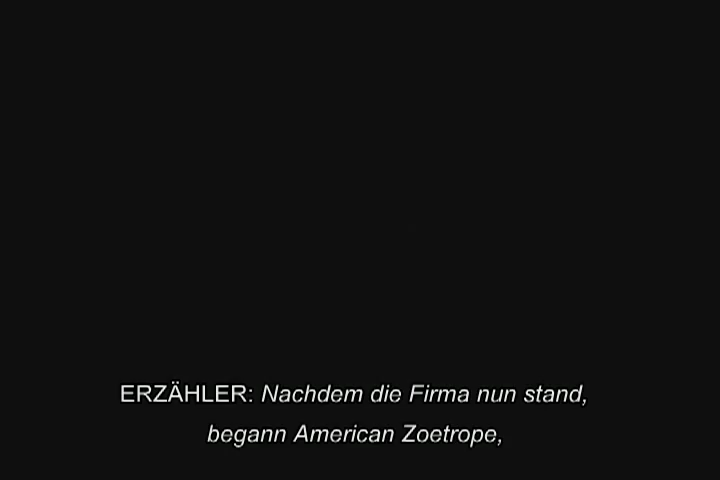 ERZÄHLER: Nachdem die Firma nun stand,
begann American Zoetrope,